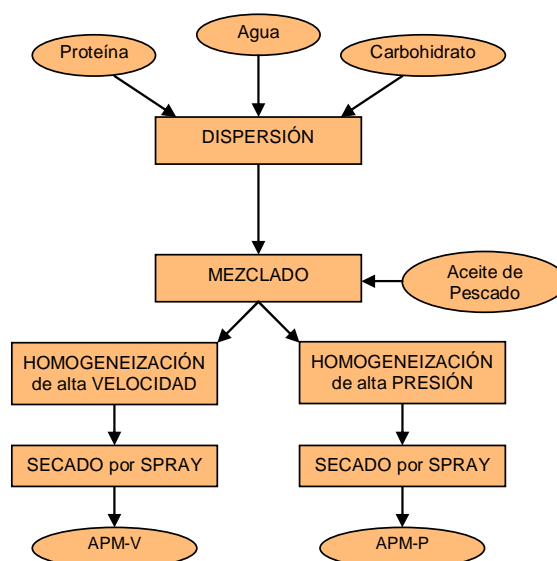 Proteína
Agua
Carbohidrato
DISPERSIÓN
MEZCLADO
Aceite de
Pescado
HOMOGENEIZACIÓN
de alta VELOCIDAD
HOMOGENEIZACIÓN
de alta PRESIÓN
SECADO por SPRAY
SECADO por SPRAY
APM-V
APM-P